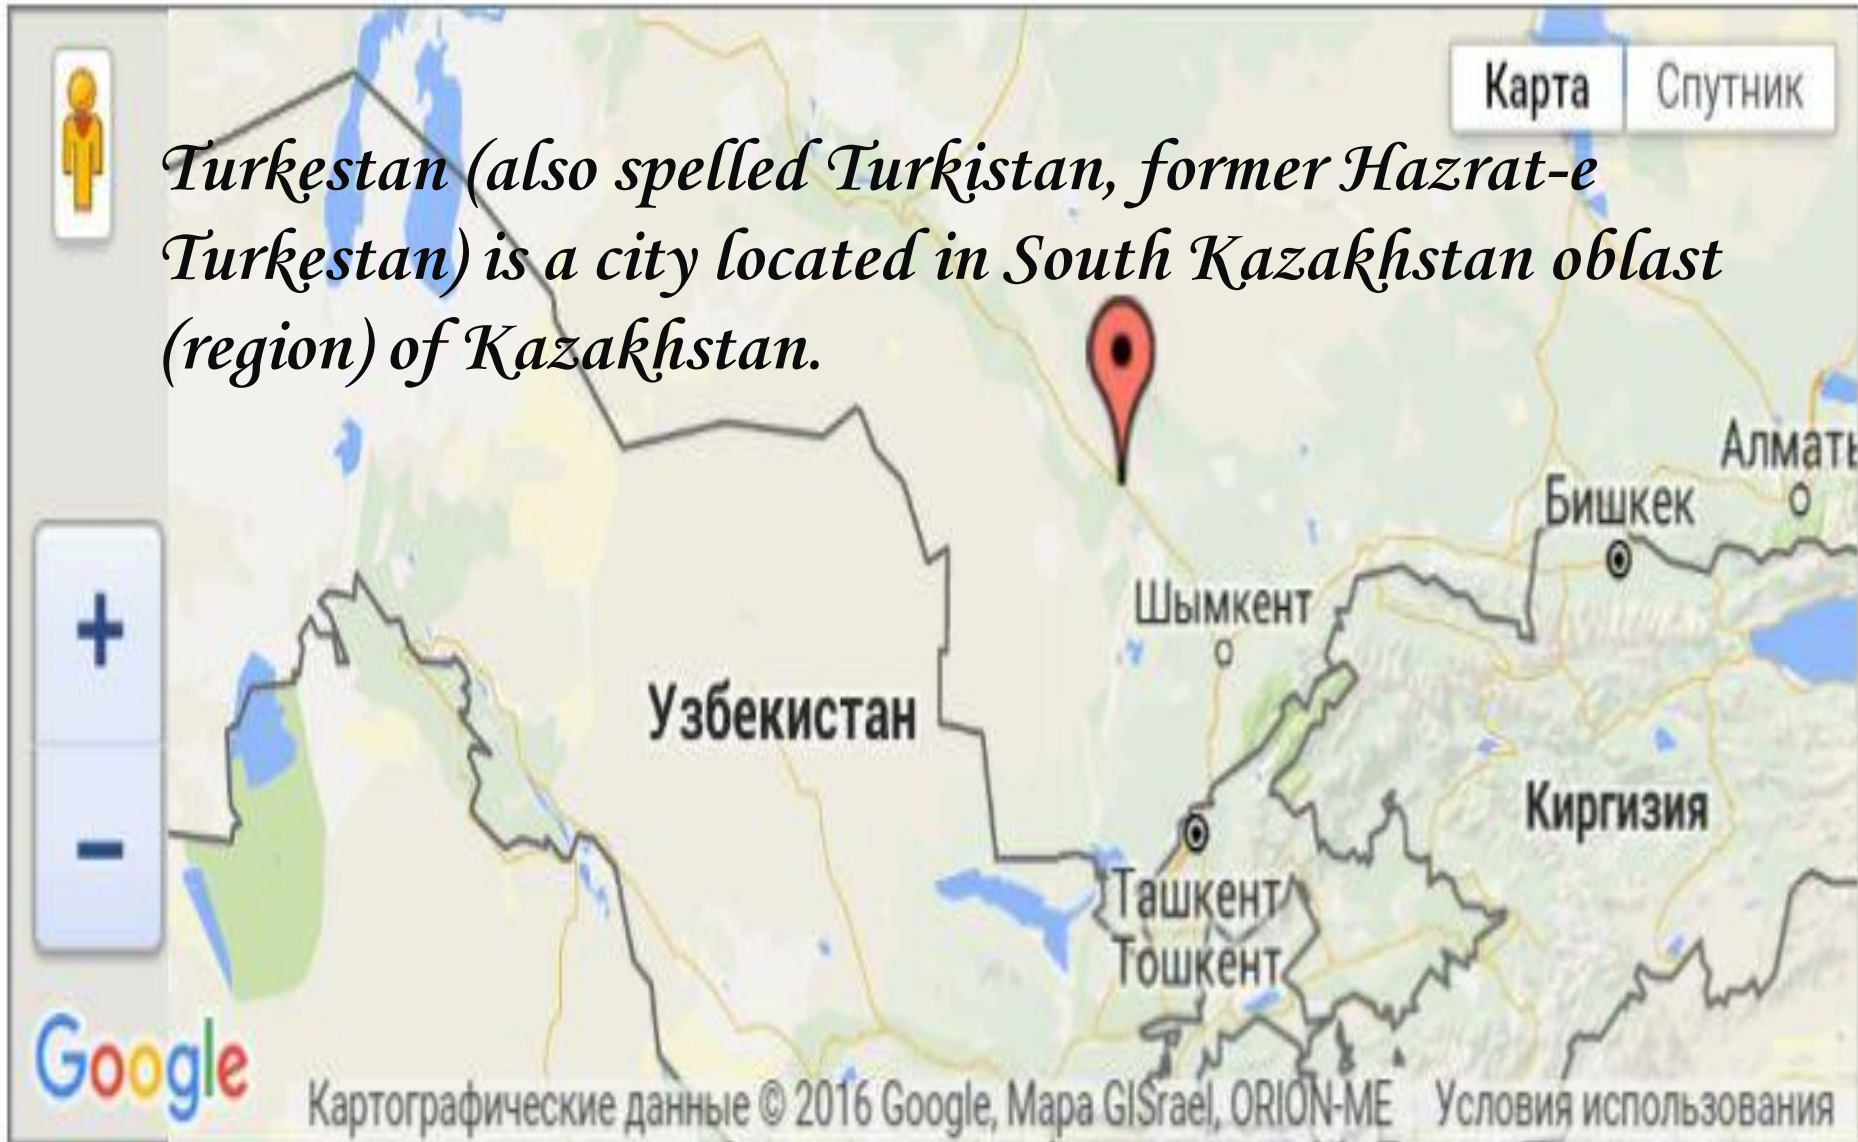 Карта Спутник
Turkestan (also spelled Turkistan, former Hazrat-e
Turkestan) is a city located in South Kazakhstan oblast
(region) of Kazakhstan.
Алматы
Бишкек
Шымкент
Узбекистан
Киргизия
Ташкент
Тошкент
+
−
Google
Картографические данные © 2016 Google, Mapa GISrael, ORION-ME Условия использования